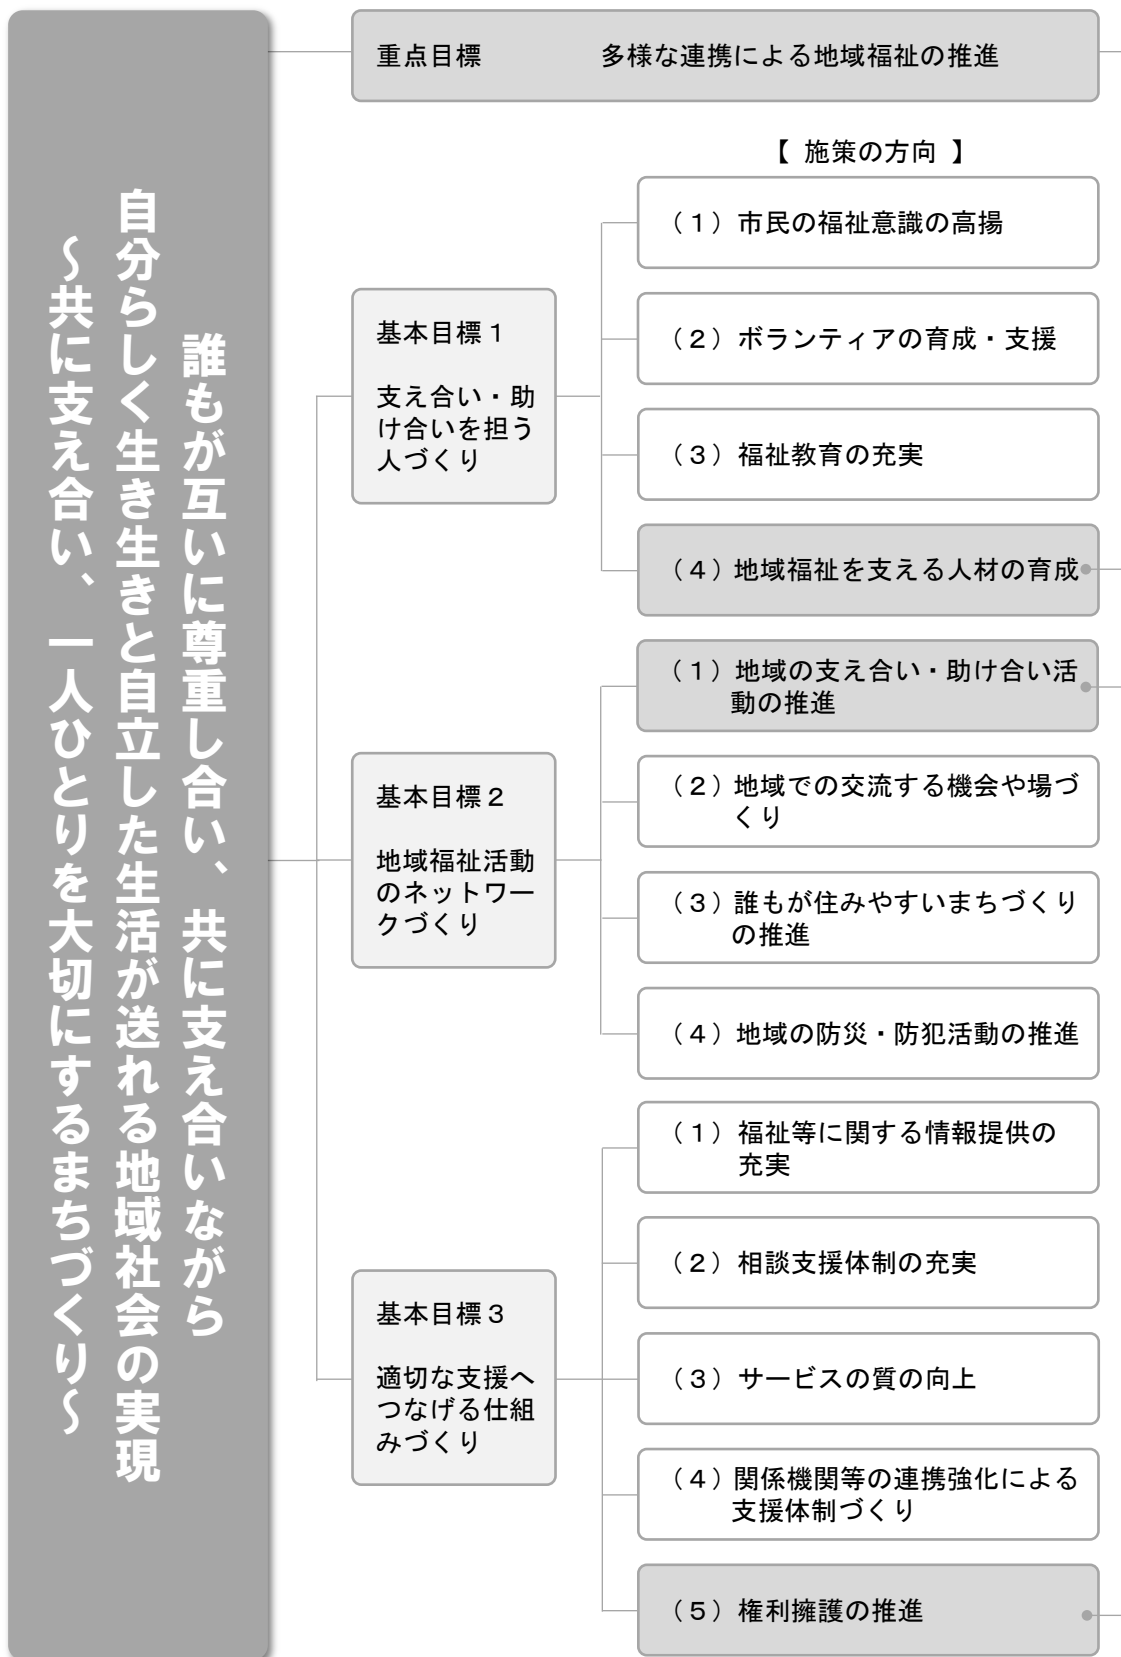 誰もが互いに尊重し合い、共に支え合いながら
自分らしく生き生きと自立した生活が送れる地域社会の実現
～共に支え合い、一人ひとりを大切にするまちづくり～
重点目標　多様な連携による地域福祉の推進
【 施策の方向 】
基本目標１
支え合い・助
け合いを担う
人づくり
（１）市民の福祉意識の高揚
（２）ボランティアの育成・支援
（３）福祉教育の充実
（４）地域福祉を支える人材の育成
基本目標２
地域福祉活動
のネットワー
クづくり
（１）地域の支え合い・助け合い活
動の推進
（２）地域での交流する機会や場づ
くり
（３）誰もが住みやすいまちづくり
の推進
（４）地域の防災・防犯活動の推進
基本目標３
適切な支援へ
つなげる仕組
みづくり
（１）福祉等に関する情報提供の
充実
（２）相談支援体制の充実
（３）サービスの質の向上
（４）関係機関等の連携強化による
支援体制づくり
（５）権利擁護の推進